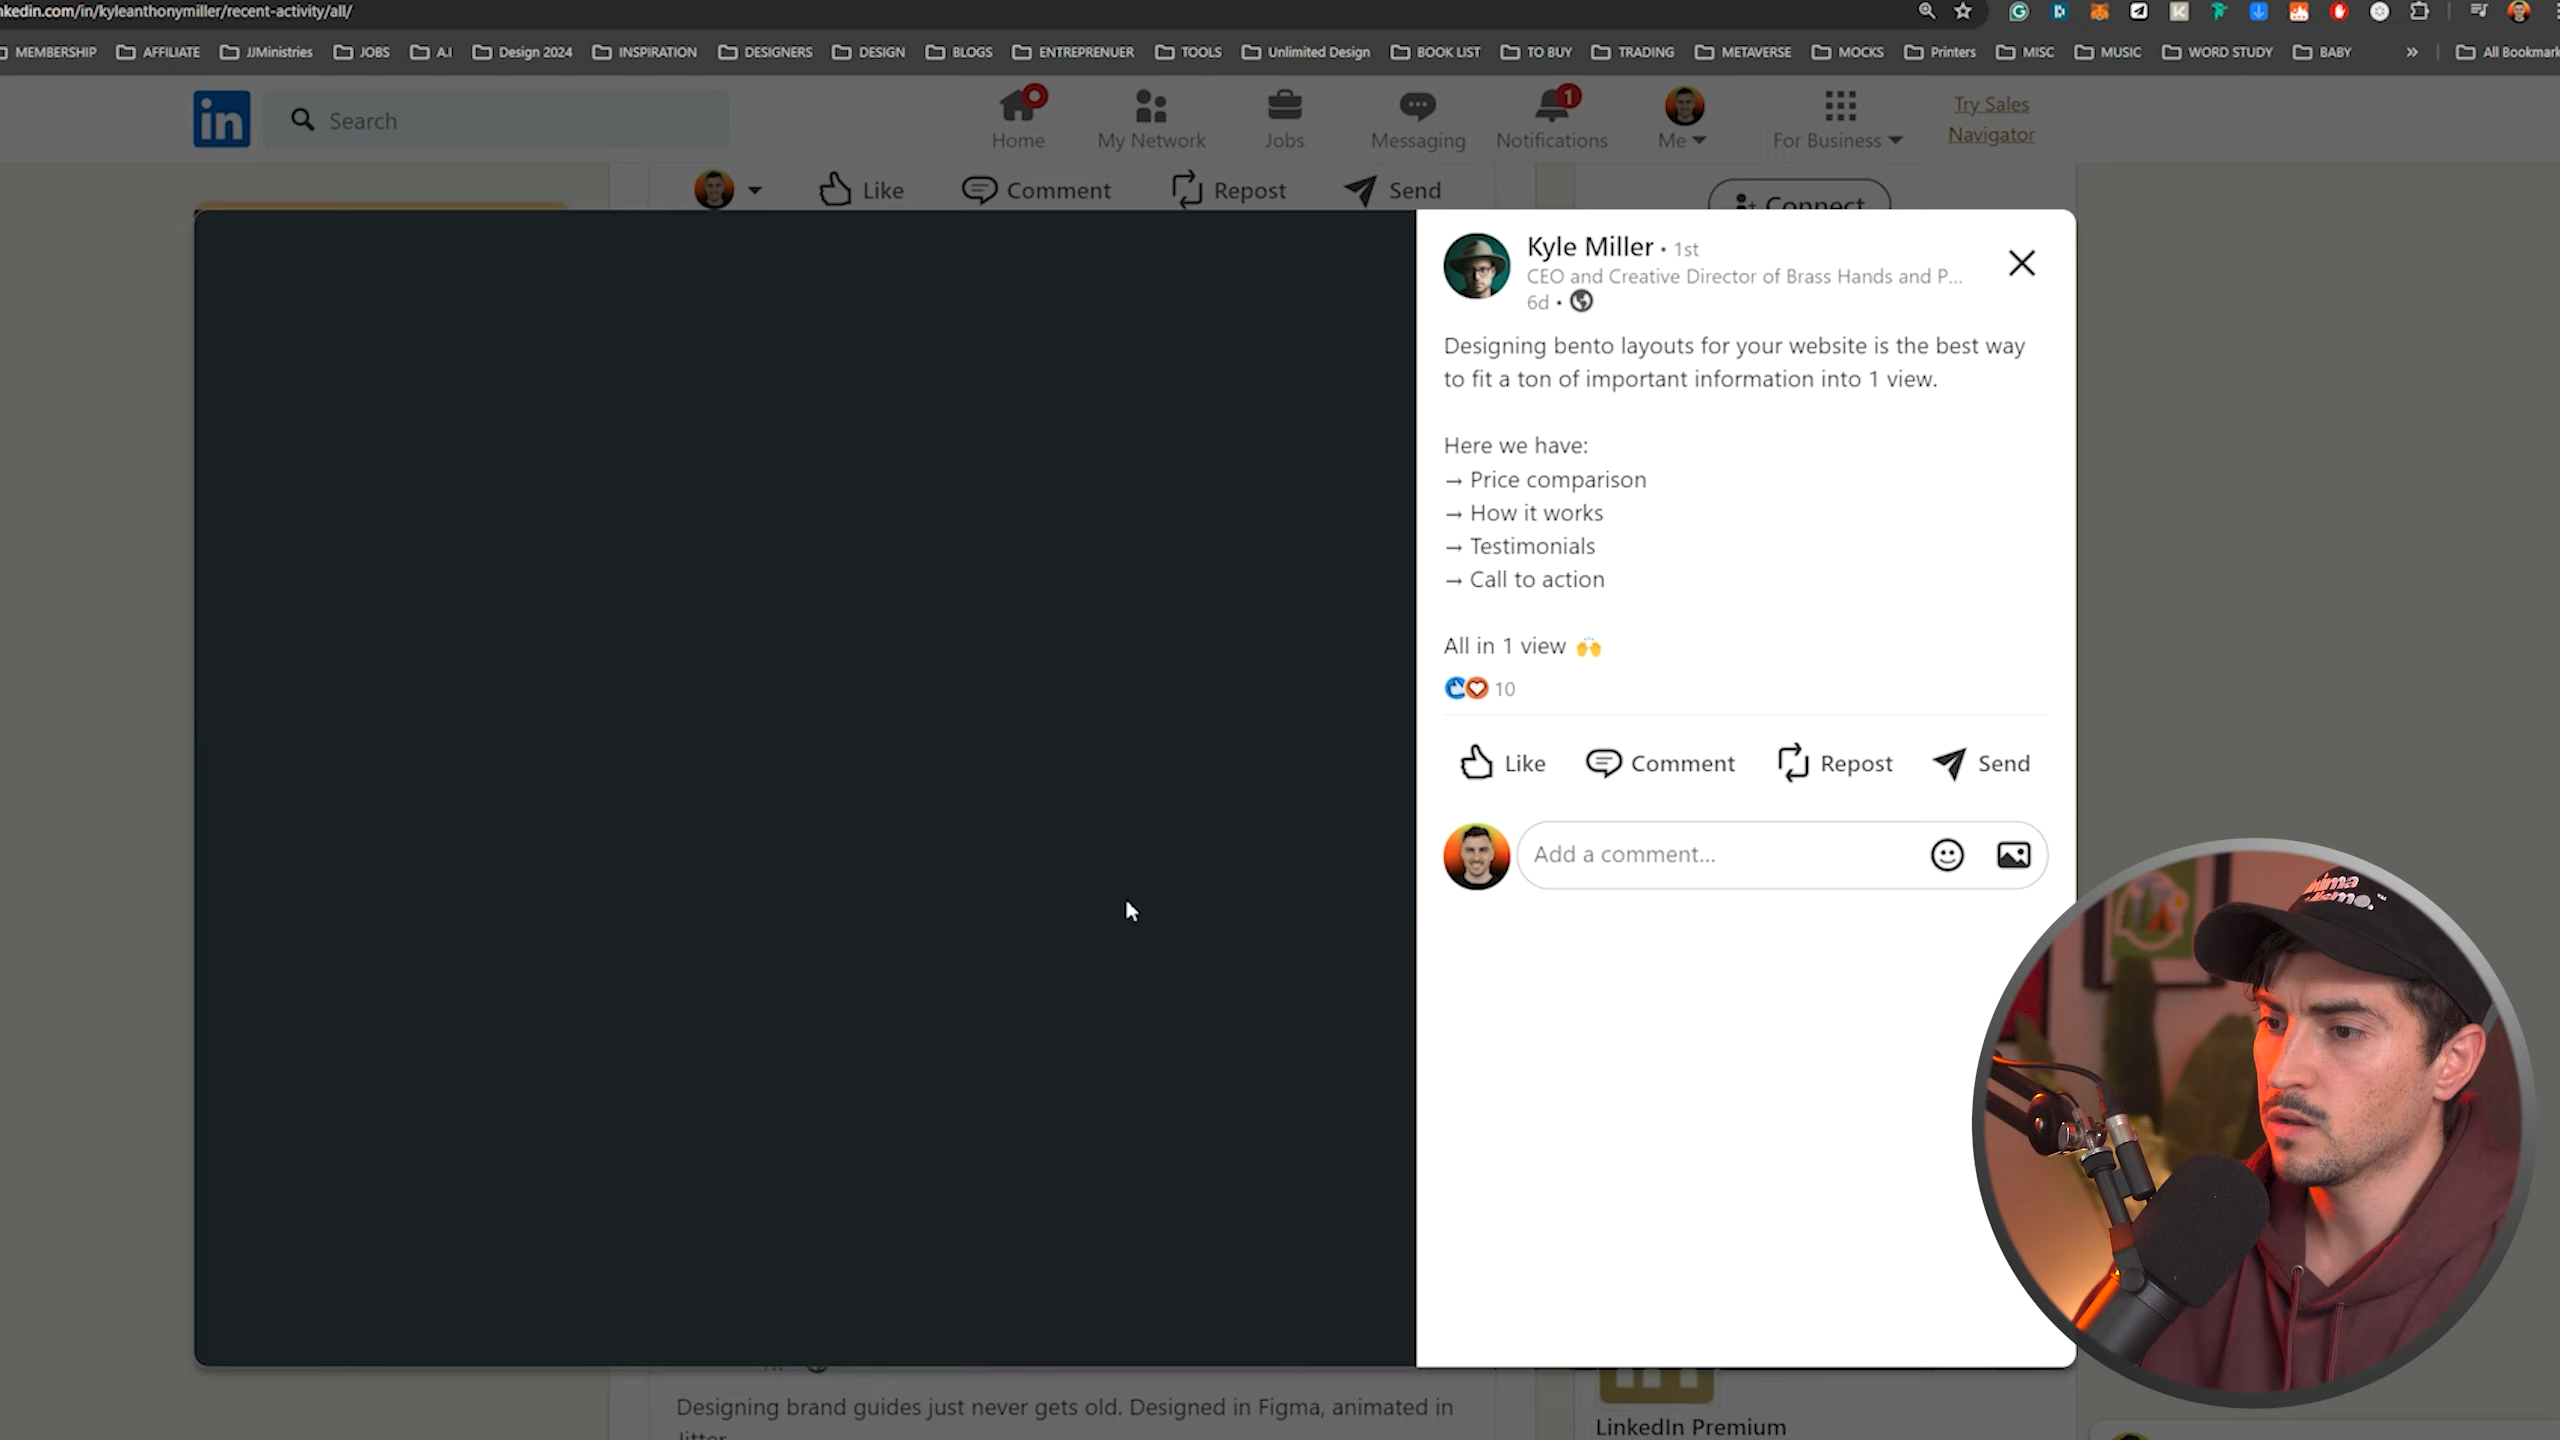 nkedin.com/in/kyleanthonymiller/recent-activity/all/
MEMBERSHIP AFFILIATE JJMinistries JOBS A.I Design 2024 INSPIRATION DESIGNERS DESIGN BLOGS ENTREPRENUER TOOLS Unlimited Design BOOK LIST TO BUY TRADING METAVERSE MOCKS Printers MISC MUSIC WORD STUDY BABY » All Bookmark
in Search Home My Network Jobs Messaging 1 Notifications Me For Business Try Sales
Navigator
Like Comment Repost Send
Connect
Kyle Miller • 1st
CEO and Creative Director of Brass Hands and P...
6d •
Designing bento layouts for your website is the best way
to fit a ton of important information into 1 view.
Here we have:
→ Price comparison
→ How it works
→ Testimonials
→ Call to action
All in 1 view 🙌
10
Like Comment Repost Send
Add a comment...
Designing brand guides just never gets old. Designed in Figma, animated in
LinkedIn Premium